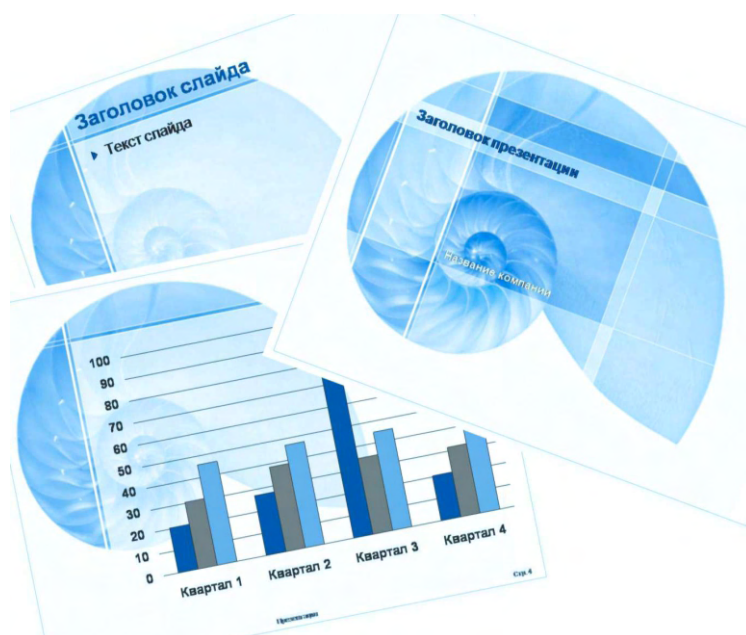 Заголовок слайда
Текст слайда
Заголовок презентации
Название компании
100
90
80
70
60
50
40
30
20
10
0
Квартал 1
Квартал 2
Квартал 3
Квартал 4
Презентация
Стр. 4